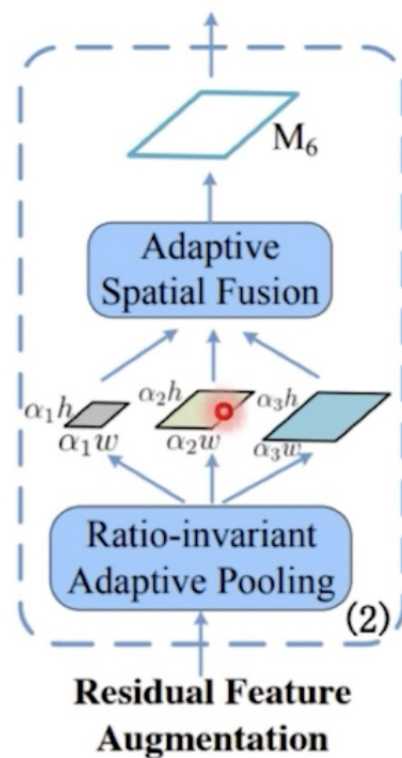 M₆
Adaptive
Spatial Fusion
α₁h
α₁w
α₂h
α₂w
α₃h
α₃w
Ratio-invariant
Adaptive Pooling
(2)
Residual Feature
Augmentation